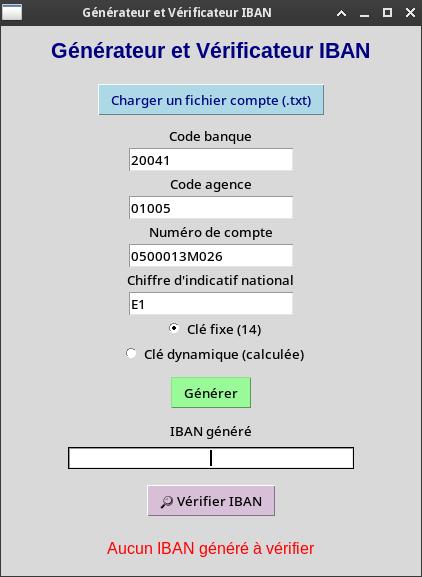 Générateur et Vérificateur IBAN
Générateur et Vérificateur IBAN
Charger un fichier compte (.txt)
Code banque
20041
Code agence
01005
Numéro de compte
0500013M026
Chiffre d'indicatif national
E1
Clé fixe (14)
Clé dynamique (calculée)
Générer
IBAN généré
Vérifier IBAN
Aucun IBAN généré à vérifier